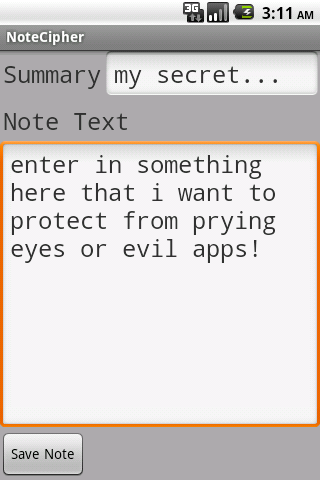 3G 3:11 AM
NoteCipher
Summary my secret...
Note Text
enter in something
here that i want to
protect from prying
eyes or evil apps!
Save Note